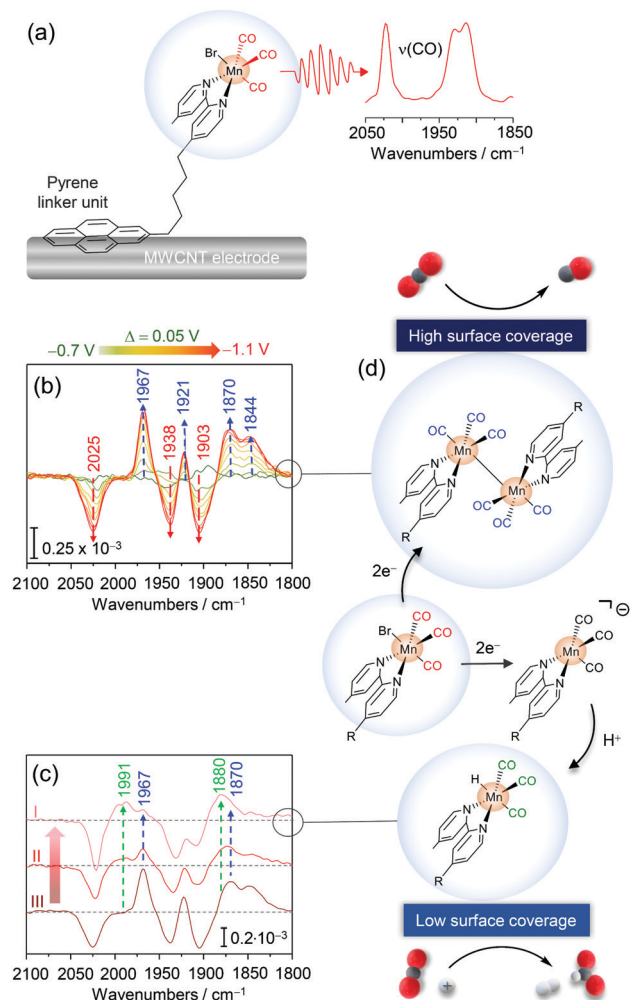 (a)
Br
Mn
CO
CO
CO
N
N
ν(CO)
2050 1950 1850
Wavenumbers / cm⁻¹
Pyrene
linker unit
MWCNT electrode
High surface coverage
Δ = 0.05 V
−0.7 V −1.1 V
(b)
2025
1967
1938
1921
1903
1870
1844
0.25 x 10⁻³
2100 2050 2000 1950 1900 1850 1800
Wavenumbers / cm⁻¹
(d)
R
OC
OC
CO
Mn
N
N
N
N
Mn
OC
OC
CO
R
2e⁻
Br
Mn
CO
CO
CO
N
N
R
2e⁻
⊖
CO
CO
CO
Mn
N
N
R
H⁺
(c)
1991
1967
1880
1870
I
II
III
0.2·10⁻³
2100 2050 2000 1950 1900 1850 1800
Wavenumbers / cm⁻¹
H
Mn
CO
CO
CO
N
N
R
Low surface coverage
+